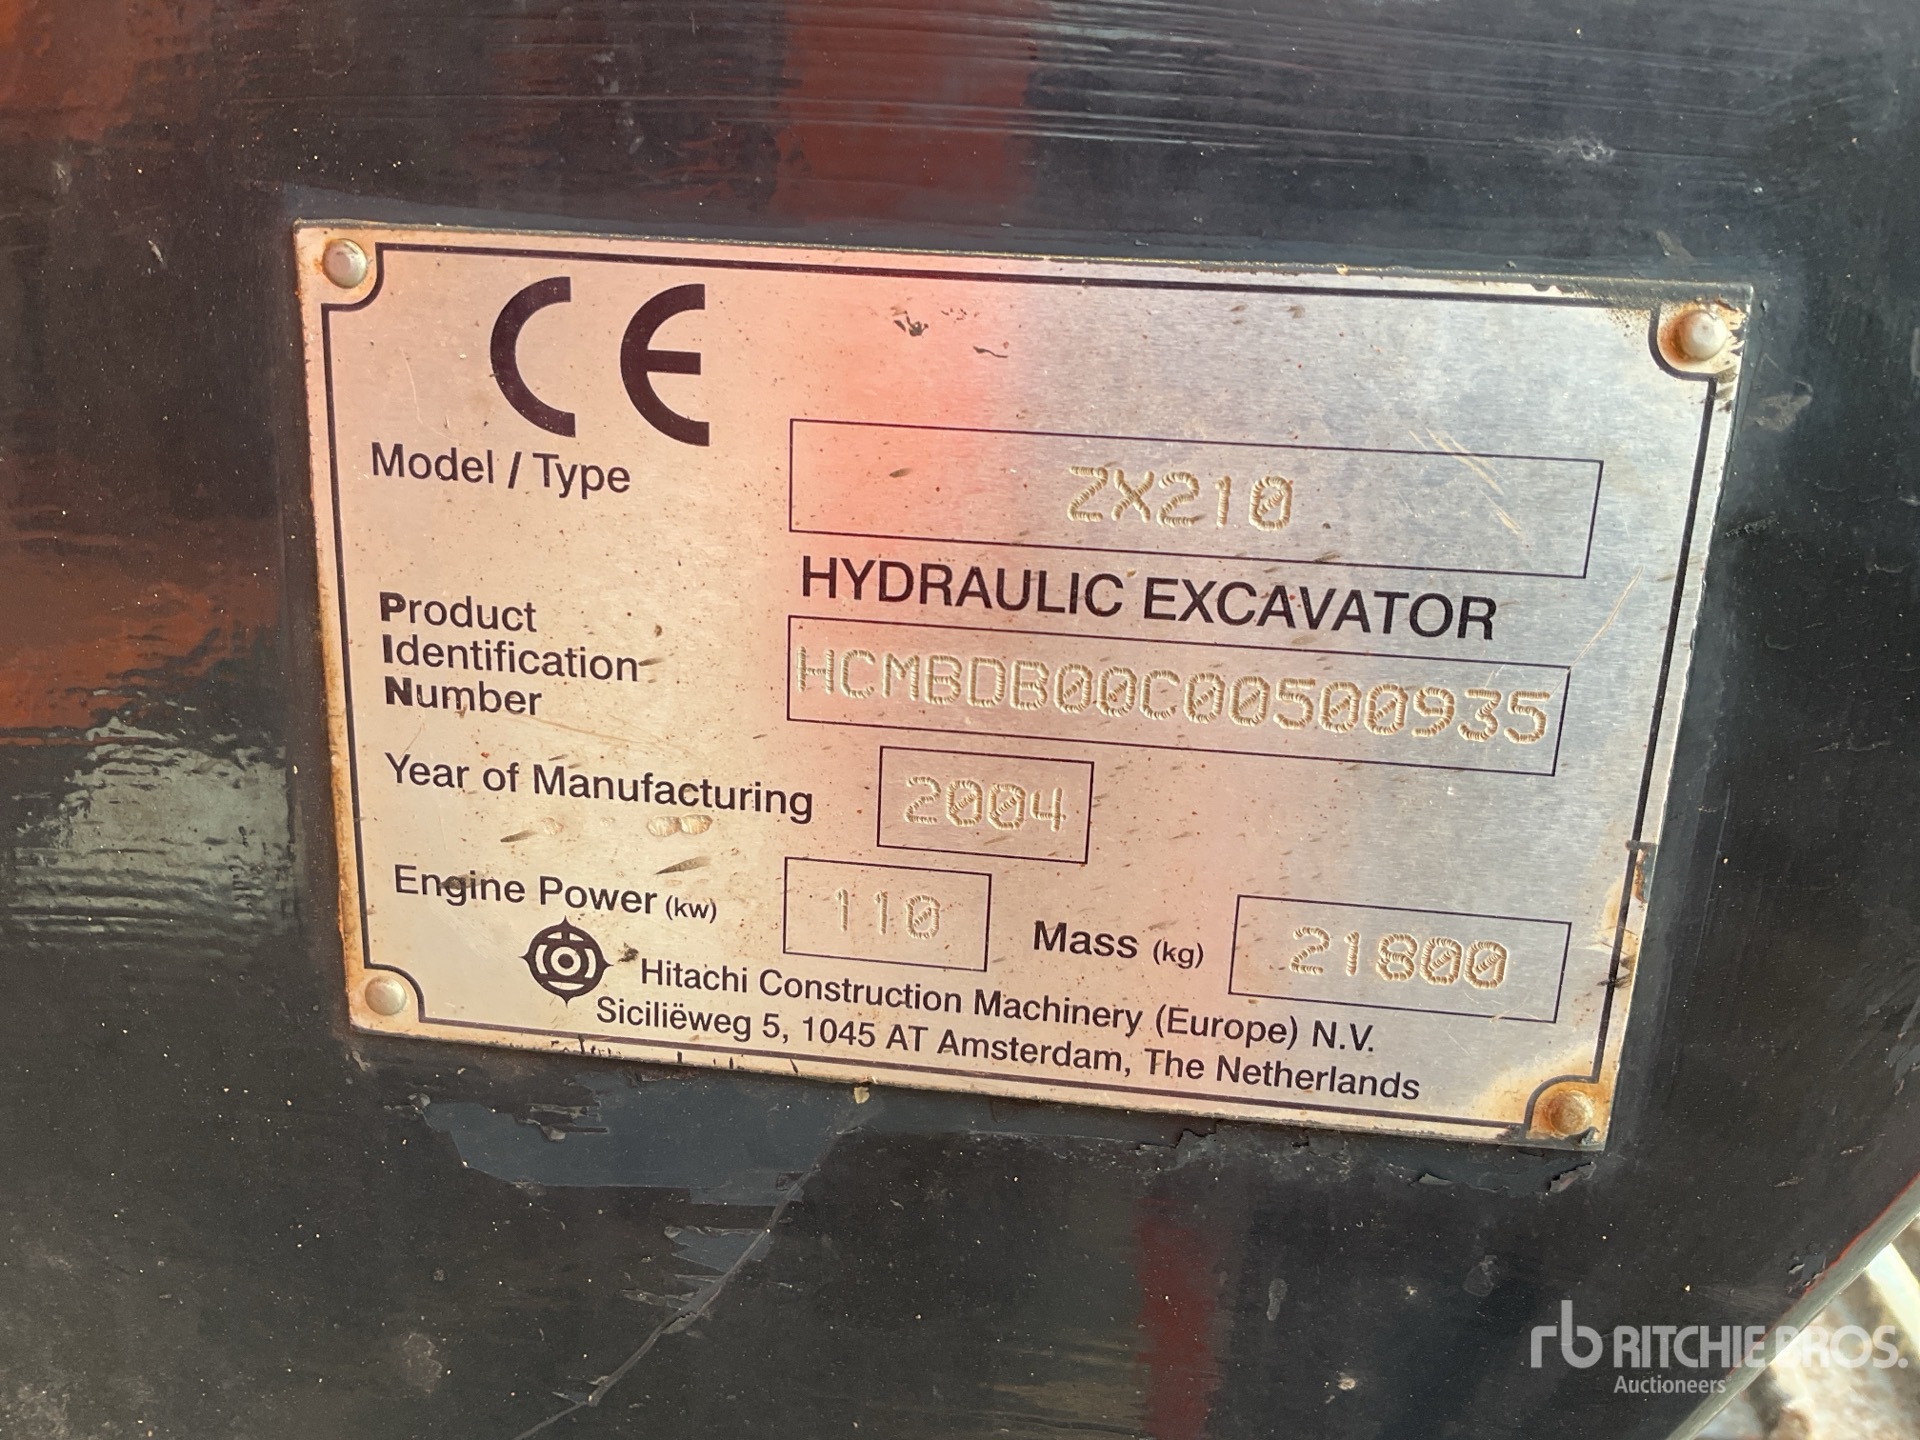 CE
Model / Type
ZX210
HYDRAULIC EXCAVATOR
Product
Identification
Number
HCMBDB00C00500935
Year of Manufacturing
2004
Engine Power (kw)
110
Mass (kg)
21800
Hitachi Construction Machinery (Europe) N.V.
Siciliëweg 5, 1045 AT Amsterdam, The Netherlands
rb RITCHIE BROS.
Auctioneers